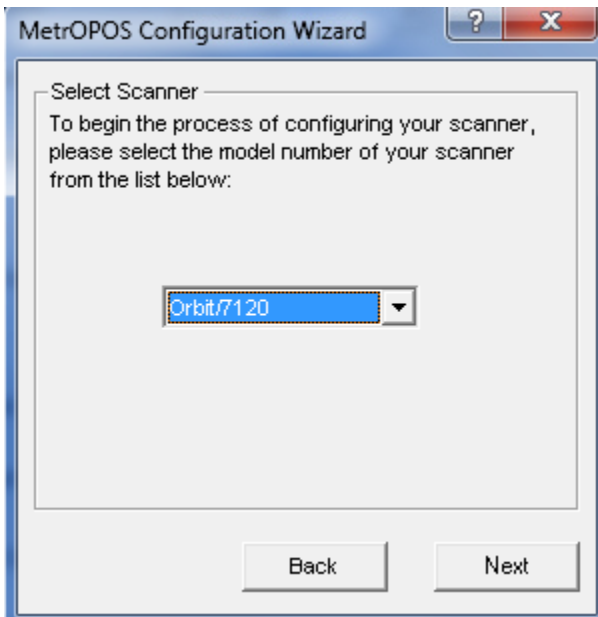 MetrOPOS Configuration Wizard
Select Scanner
To begin the process of configuring your scanner,
please select the model number of your scanner
from the list below:
Orbit/7120
Back Next